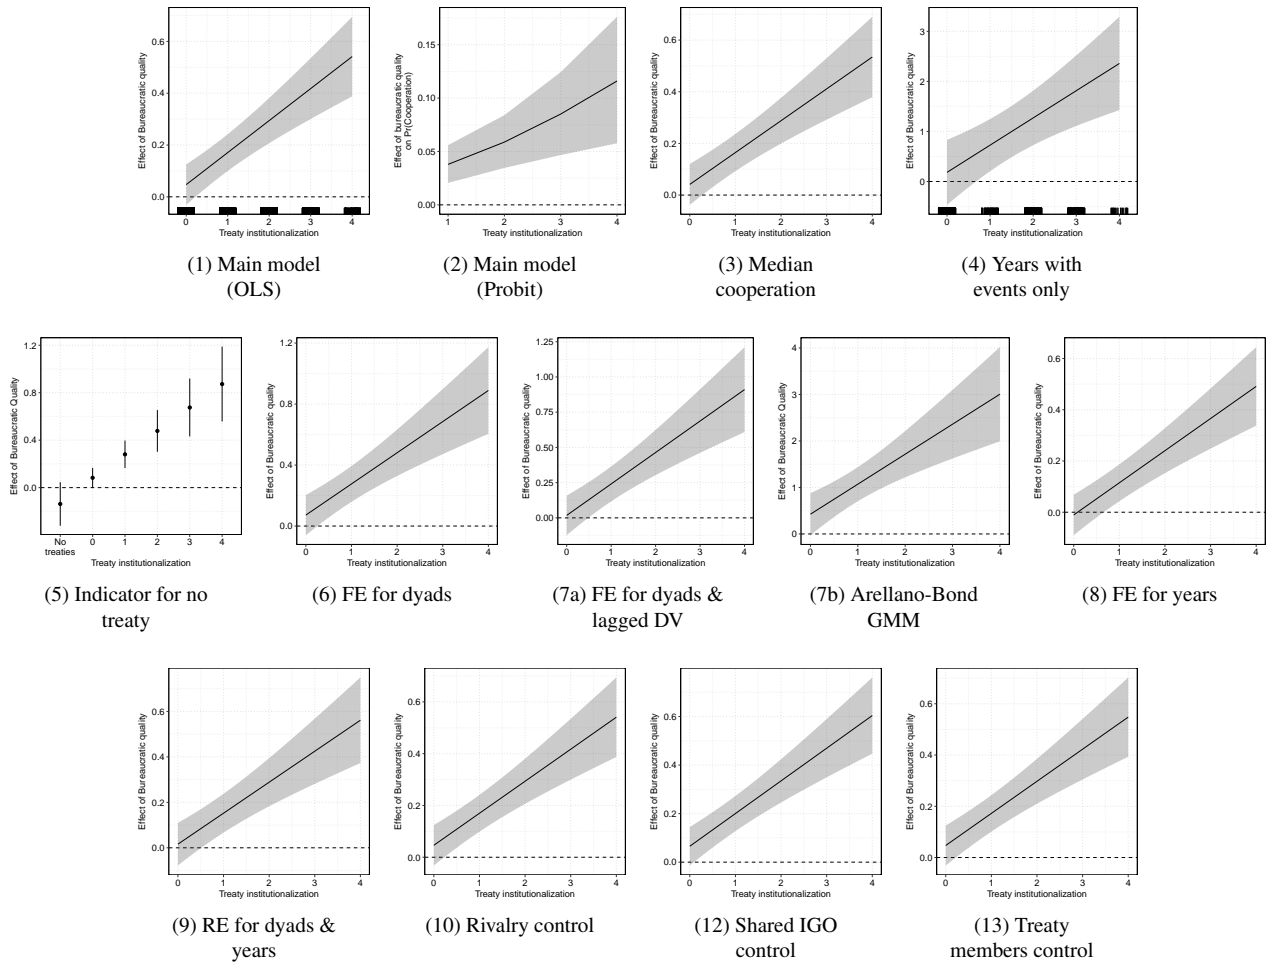 Effect of Bureaucratic quality
0.6
0.4
0.2
0.0
0 1 2 3 4
Treaty institutionalization
(1) Main model
(OLS)
Effect of bureaucratic quality
on Pr(Cooperation)
0.15
0.10
0.05
0.00
1 2 3 4
Treaty institutionalization
(2) Main model
(Probit)
Effect of Bureaucratic quality
0.6
0.4
0.2
0.0
0 1 2 3 4
Treaty institutionalization
(3) Median
cooperation
Effect of Bureaucratic quality
3
2
1
0
0 1 2 3 4
Treaty institutionalization
(4) Years with
events only
Effect of Bureaucratic Quality
1.2
0.8
0.4
0.0
No 0 1 2 3 4
treaties
Treaty institutionalization
(5) Indicator for no
treaty
Effect of Bureaucratic quality
1.2
0.8
0.4
0.0
0 1 2 3 4
Treaty institutionalization
(6) FE for dyads
Effect of Bureaucratic quality
1.25
1.00
0.75
0.50
0.25
0.00
0 1 2 3 4
Treaty institutionalization
(7a) FE for dyads &
lagged DV
Effect of Bureaucratic Quality
4
3
2
1
0
0 1 2 3 4
Treaty institutionalization
(7b) Arellano-Bond
GMM
Effect of Bureaucratic quality
0.6
0.4
0.2
0.0
0 1 2 3 4
Treaty institutionalization
(8) FE for years
Effect of Bureaucratic quality
0.6
0.4
0.2
0.0
0 1 2 3 4
Treaty institutionalization
(9) RE for dyads &
years
Effect of Bureaucratic quality
0.6
0.4
0.2
0.0
0 1 2 3 4
Treaty institutionalization
(10) Rivalry control
Effect of Bureaucratic quality
0.6
0.4
0.2
0.0
0 1 2 3 4
Treaty institutionalization
(12) Shared IGO
control
Effect of Bureaucratic quality
0.6
0.4
0.2
0.0
0 1 2 3 4
Treaty institutionalization
(13) Treaty
members control